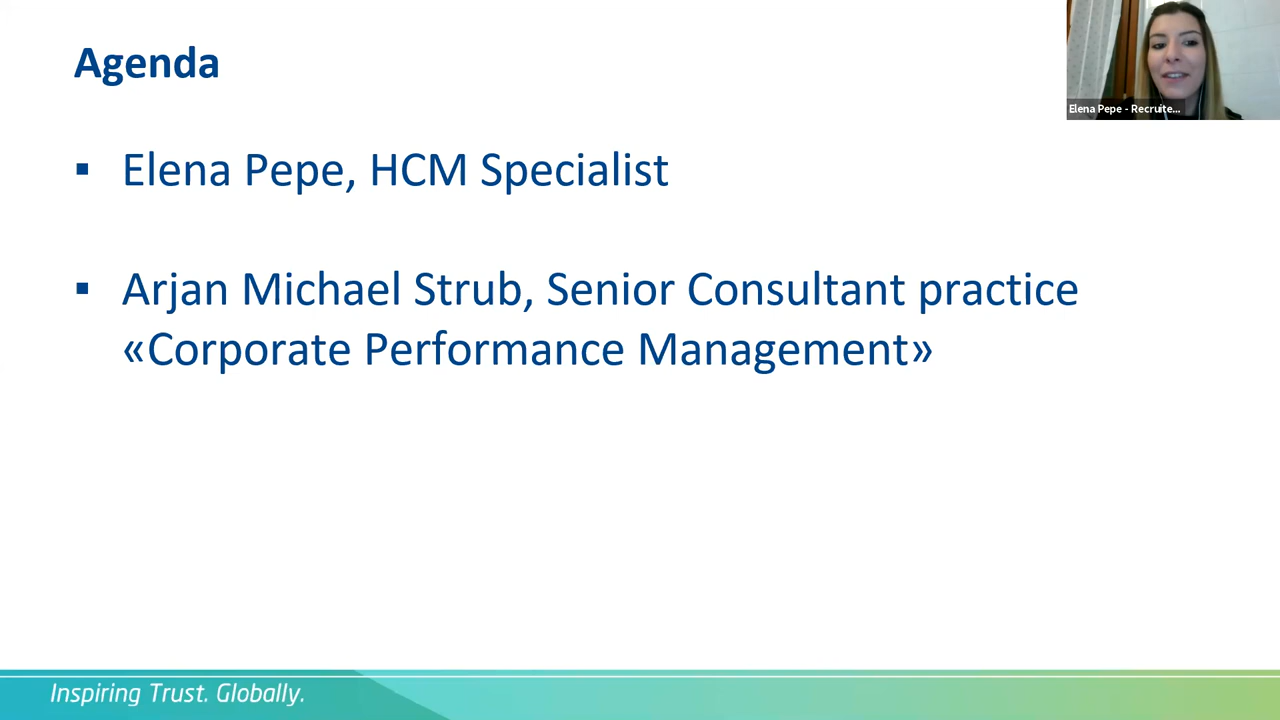 Agenda
Elena Pepe - Recruite...
▪ Elena Pepe, HCM Specialist
▪ Arjan Michael Strub, Senior Consultant practice
«Corporate Performance Management»
Inspiring Trust. Globally.